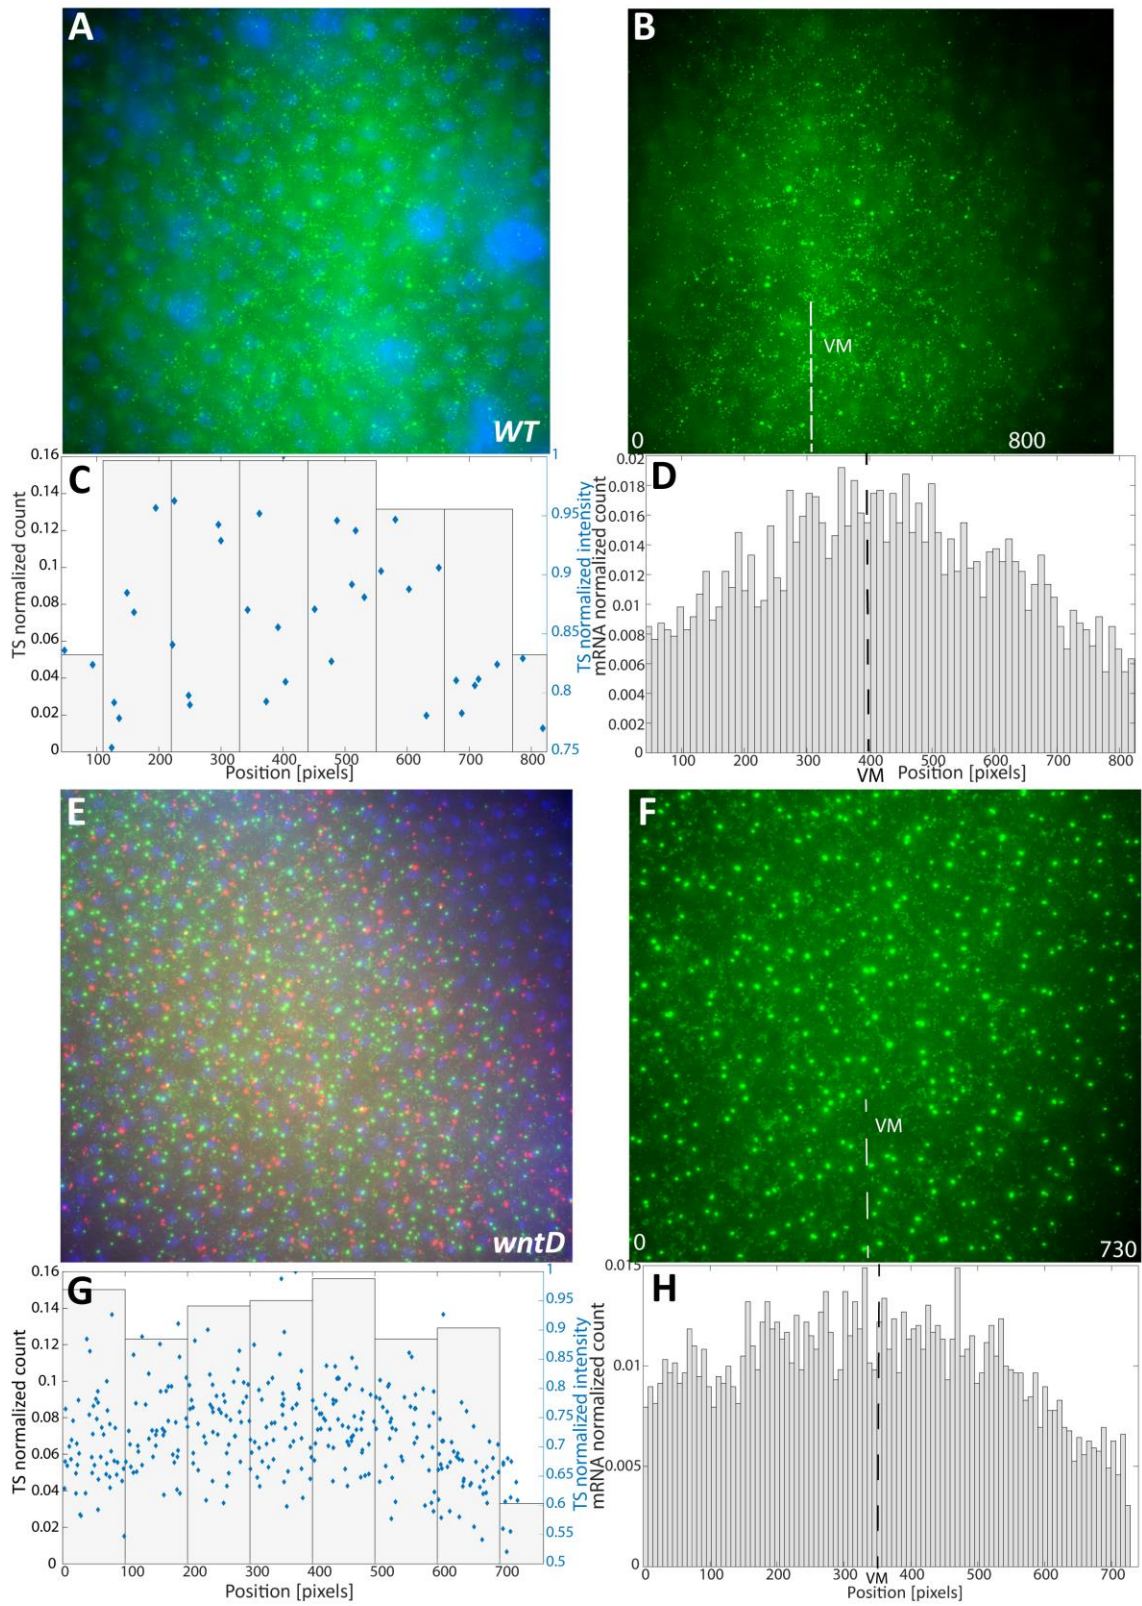 A
WT
B
VM
0
800
C
TS normalized count
0.16
0.14
0.12
0.1
0.08
0.06
0.04
0.02
0
100 200 300 400 500 600 700 800
Position [pixels]
1
0.95
0.9
0.85
0.8
0.75
TS normalized intensity
D
mRNA normalized count
0.02
0.018
0.016
0.014
0.012
0.01
0.008
0.006
0.004
0.002
0
100 200 300 400 500 600 700 800
VM Position [pixels]
E
wntD
F
VM
0
730
G
TS normalized count
0.16
0.14
0.12
0.1
0.08
0.06
0.04
0.02
0
0 100 200 300 400 500 600 700
Position [pixels]
1
0.95
0.9
0.85
0.8
0.75
0.7
0.65
0.6
0.55
0.5
TS normalized intensity
H
mRNA normalized count
0.015
0.01
0.005
0
0 100 200 300 400 500 600 700
VM
Position [pixels]